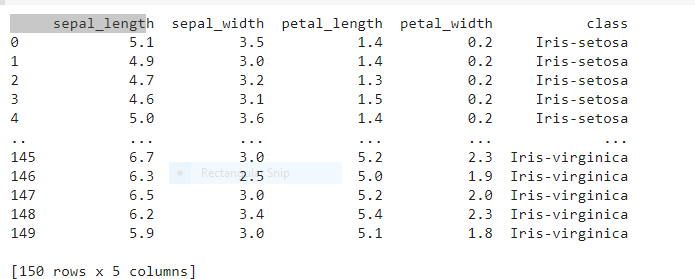 sepal_length sepal_width petal_length petal_width class
0 5.1 3.5 1.4 0.2 Iris-setosa
1 4.9 3.0 1.4 0.2 Iris-setosa
2 4.7 3.2 1.3 0.2 Iris-setosa
3 4.6 3.1 1.5 0.2 Iris-setosa
4 5.0 3.6 1.4 0.2 Iris-setosa
.. ... ... ... ... ...
145 6.7 3.0 5.2 2.3 Iris-virginica
146 6.3 2.5 5.0 1.9 Iris-virginica
Rectangular Snip
147 6.5 3.0 5.2 2.0 Iris-virginica
148 6.2 3.4 5.4 2.3 Iris-virginica
149 5.9 3.0 5.1 1.8 Iris-virginica
[150 rows x 5 columns]